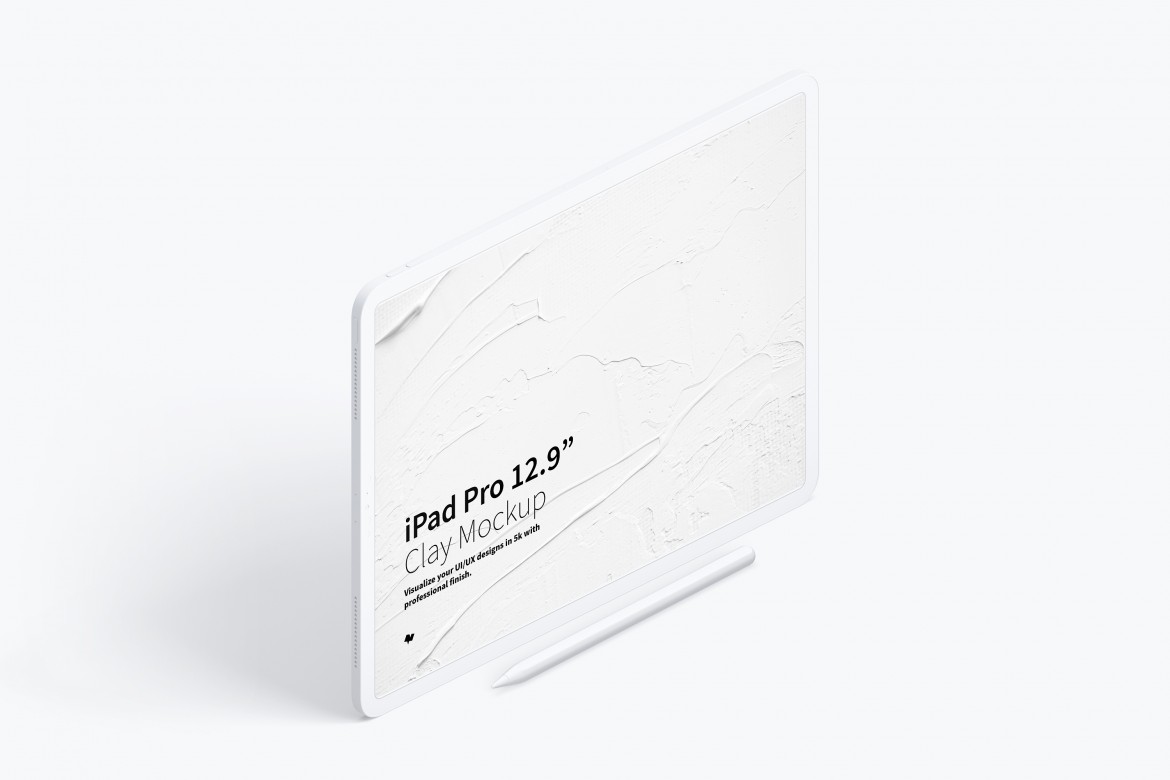 iPad Pro 12.9”
Clay Mockup
Visualize your UI/UX designs in 5k with
professional finish.